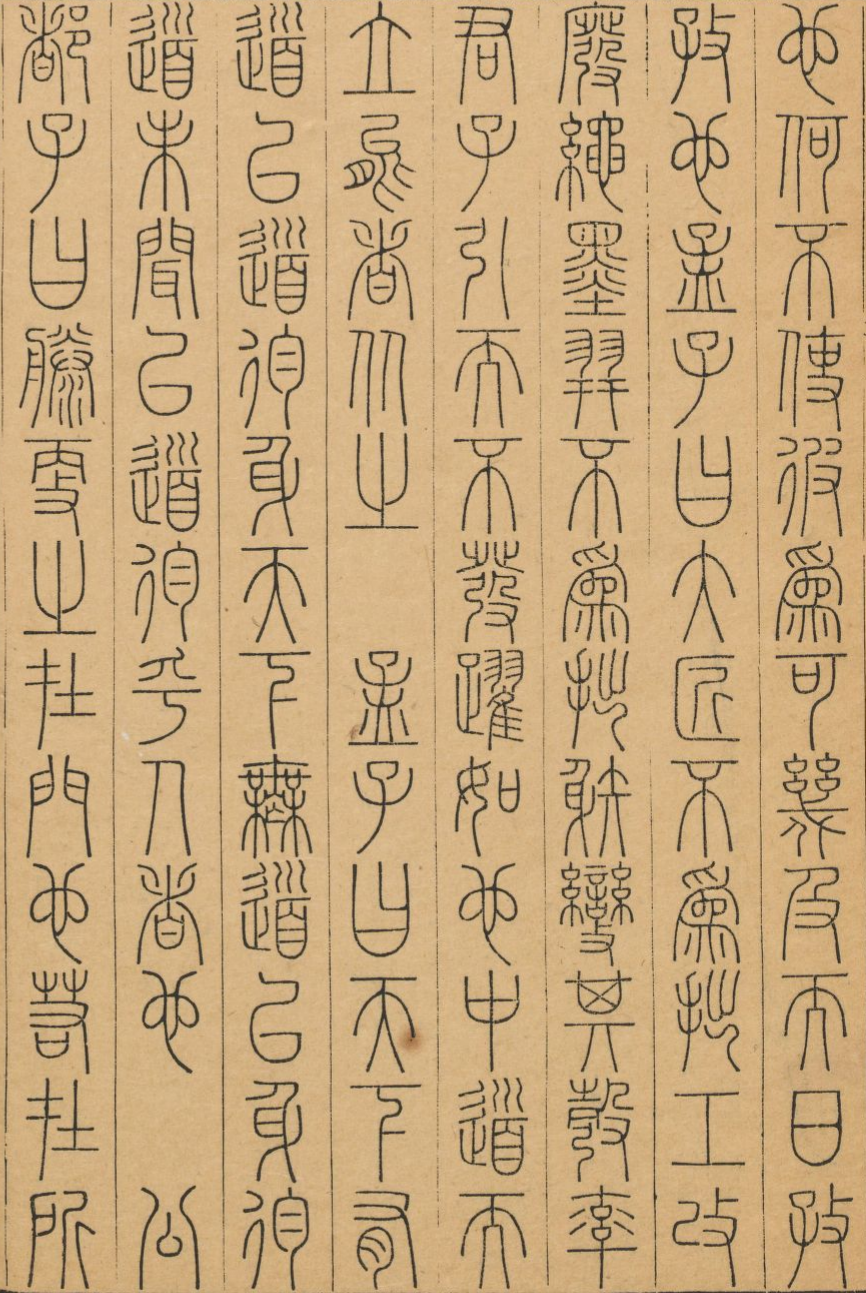 也何不使彼為可幾及而日孳
孳也孟子曰大匠不為拙工改
廢繩墨羿不為拙射變其彀率
君子引而不發躍如也中道而
立能者从之　孟子曰天下有
道以道徇身天下無道以身徇
道未聞以道徇乎人者也　公
都子曰滕更之在門也若在所